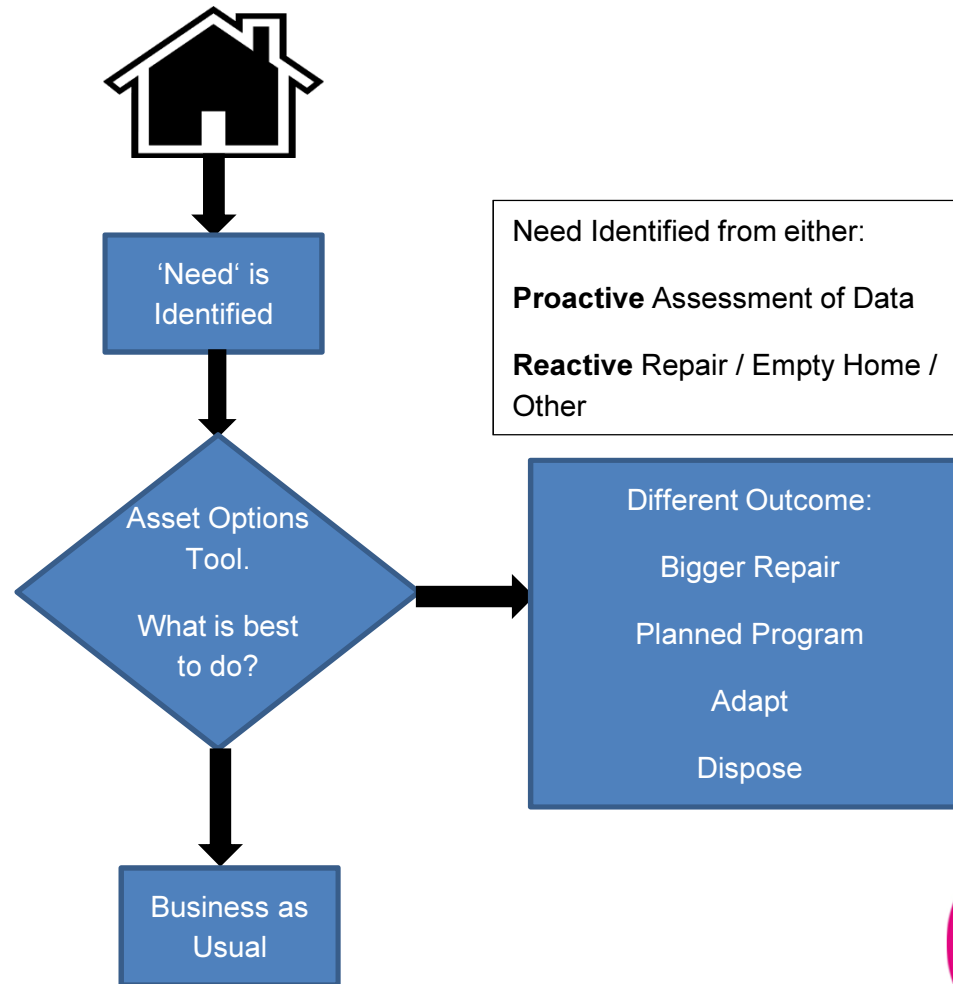 ‘Need‘ is
Identified
Need Identified from either:
Proactive Assessment of Data
Reactive Repair / Empty Home /
Other
Asset Options
Tool.
What is best
to do?
Different Outcome:
Bigger Repair
Planned Program
Adapt
Dispose
Business as
Usual